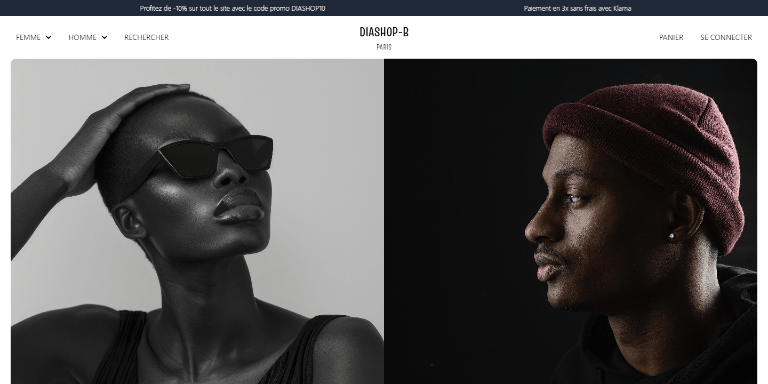 Profitez de -10% sur tout le site avec le code promo DIASHOP10
Paiement en 3x sans frais avec Klarna
FEMME
HOMME
RECHERCHER
DIASHOP-B
PARIS
PANIER
SE CONNECTER